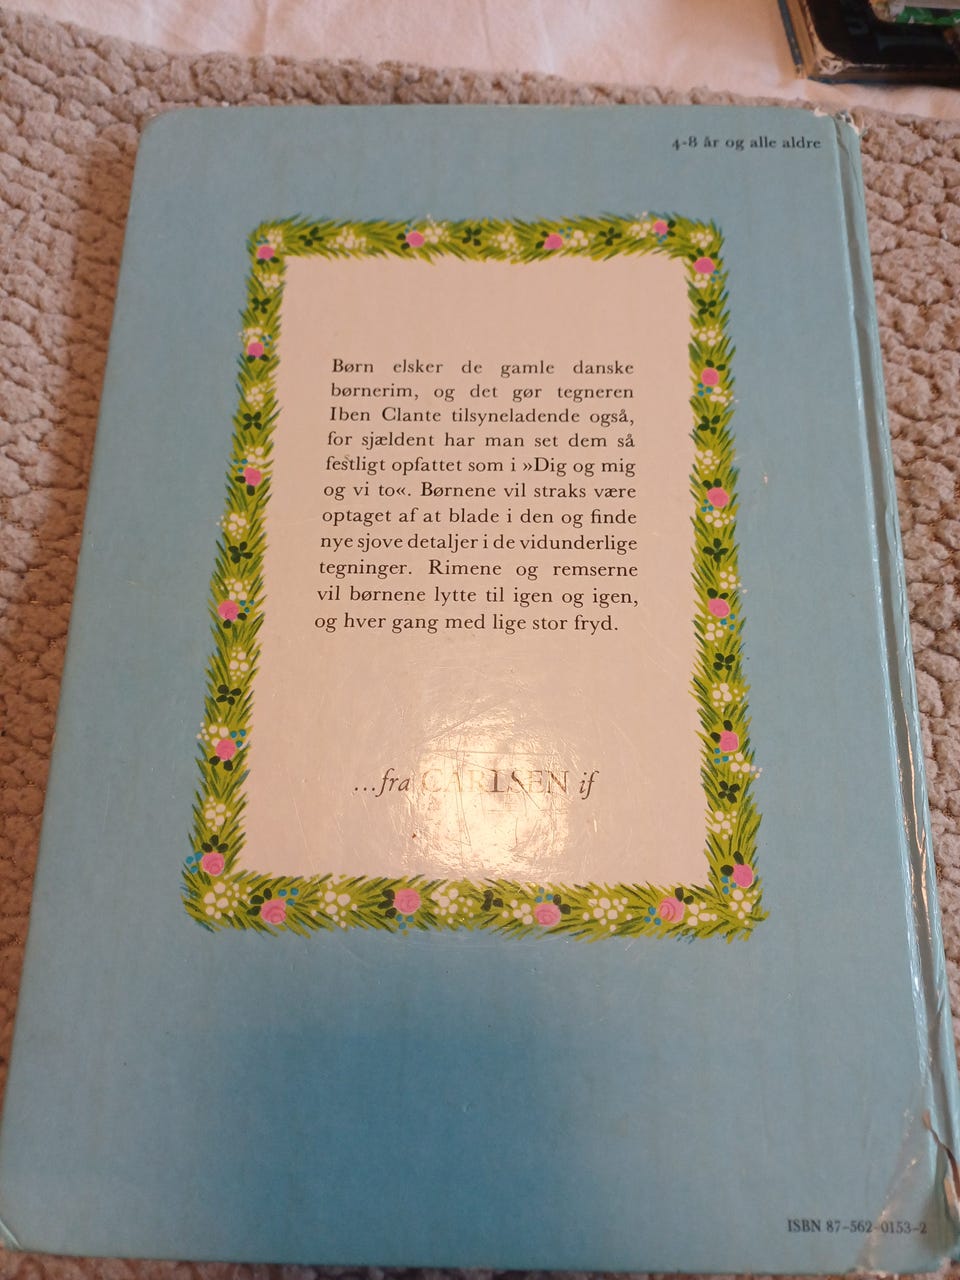 4-8 år og alle aldre
Børn elsker de gamle danske
børnerim, og det gør tegneren
Iben Clante tilsyneladende også,
for sjældent har man set dem så
festligt opfattet som i »Dig og mig
og vi to«. Børnene vil straks være
optaget af at blade i den og finde
nye sjove detaljer i de vidunderlige
tegninger. Rimene og remserne
vil børnene lytte til igen og igen,
og hver gang med lige stor fryd.
...fra CARLSEN if
ISBN 87-562-0153-2